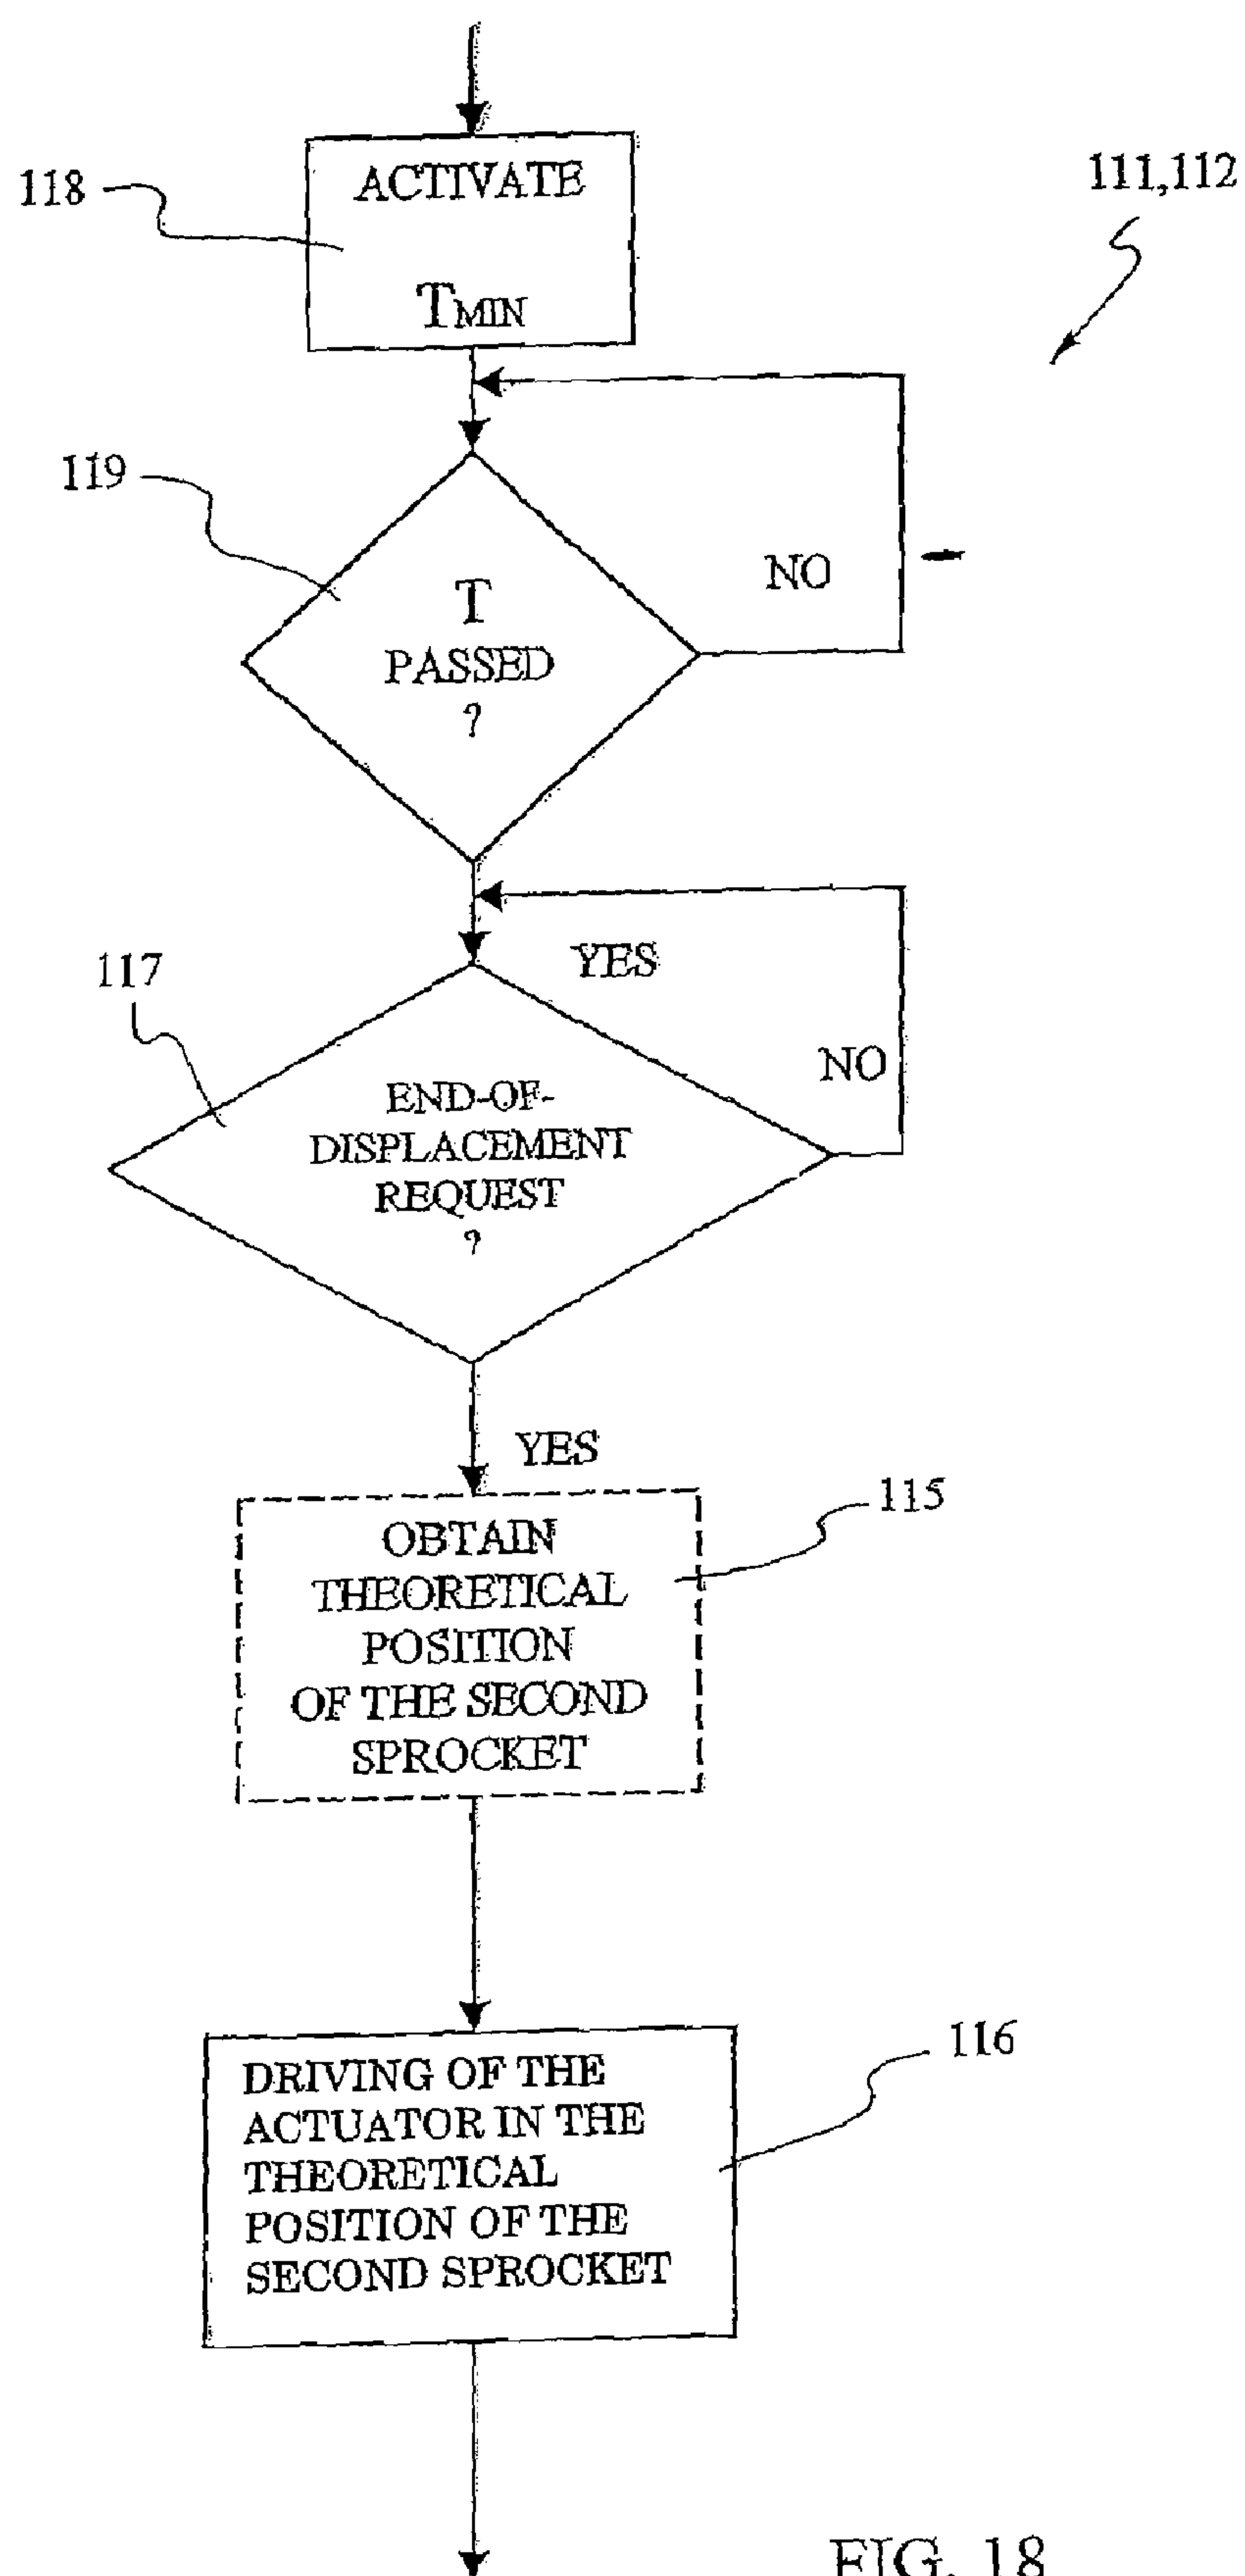 118
ACTIVATE
TMIN
111,112
119
T
PASSED
?
NO
117
YES
NO
END-OF-
DISPLACEMENT
REQUEST
?
YES
115
OBTAIN
THEORETICAL
POSITION
OF THE SECOND
SPROCKET
116
DRIVING OF THE
ACTUATOR IN THE
THEORETICAL
POSITION OF THE
SECOND SPROCKET
FIG. 18